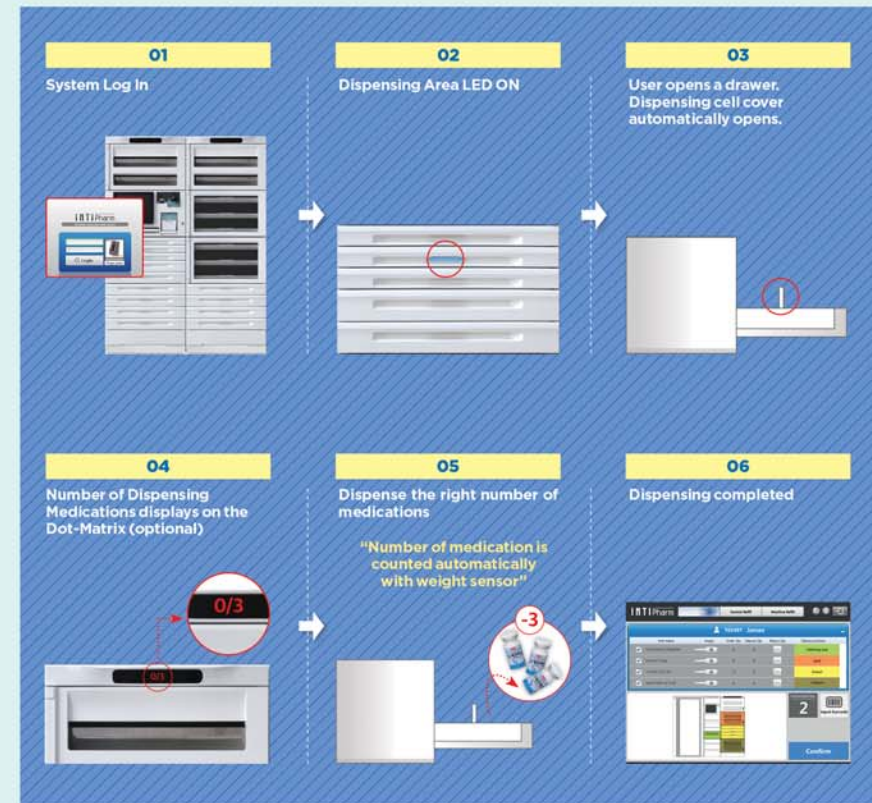 01
System Log In
INTIPharm
Login
02
Dispensing Area LED ON
03
User opens a drawer.
Dispensing cell cover
automatically opens.
04
Number of Dispensing
Medications displays on the
Dot-Matrix (optional)
0/3
0/3
05
Dispense the right number of
medications
“Number of medication is
counted automatically
with weight sensor”
-3
06
Dispensing completed
INTIPharm
2
Confirm